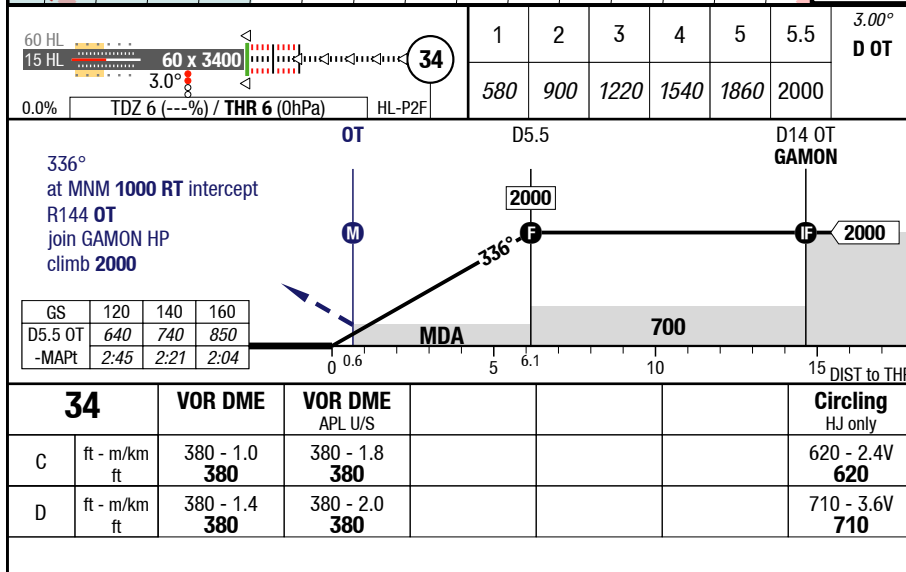 60 HL
15 HL
60 x 3400
3.0°
34
0.0%
TDZ 6 (---%) / THR 6 (0hPa)
HL-P2F
1 2 3 4 5 5.5
3.00°
D OT
580 900 1220 1540 1860 2000
OT
D5.5
D14 OT
GAMON
336°
at MNM 1000 RT intercept
R144 OT
join GAMON HP
climb 2000
2000
M
F
IF
2000
336°
GS 120 140 160
D5.5 OT 640 740 850
-MAPt 2:45 2:21 2:04
MDA
700
0 0.6 5 6.1 10 15
DIST to THR
34
VOR DME
VOR DME
APL U/S
Circling
HJ only
C ft - m/km 380 - 1.0 380 - 1.8 620 - 2.4V
ft 380 380 620
D ft - m/km 380 - 1.4 380 - 2.0 710 - 3.6V
ft 380 380 710